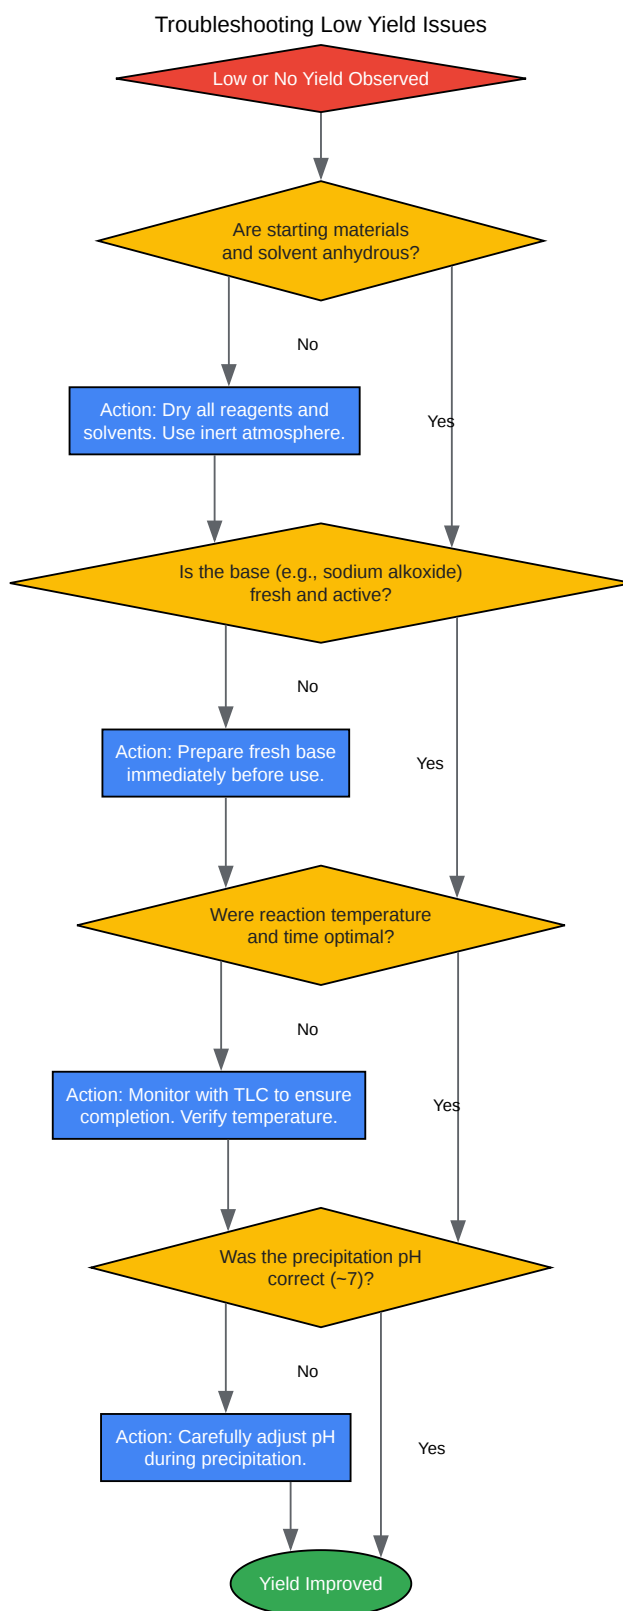 Troubleshooting Low Yield Issues
Low or No Yield Observed
Are starting materials
and solvent anhydrous?
No
Action: Dry all reagents and
solvents. Use inert atmosphere.
Yes
Is the base (e.g., sodium alkoxide)
fresh and active?
No
Action: Prepare fresh base
immediately before use.
Yes
Were reaction temperature
and time optimal?
No
Action: Monitor with TLC to ensure
completion. Verify temperature.
Yes
Was the precipitation pH
correct (~7)?
No
Action: Carefully adjust pH
during precipitation.
Yes
Yield Improved